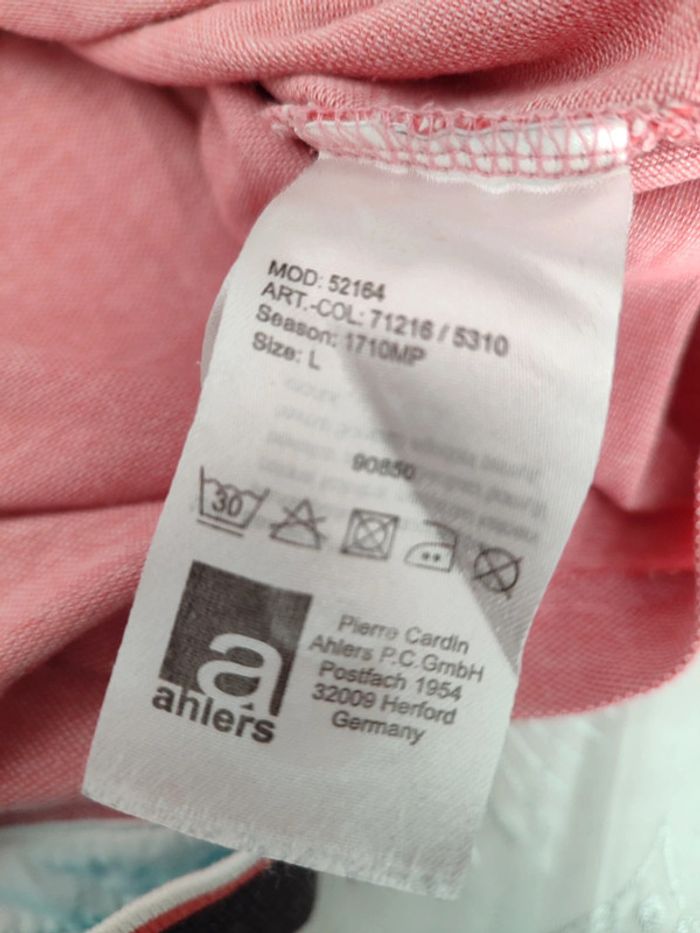 MOD: 52164
ART.-COL: 71216 / 5310
Season: 1710MP
Size: L
90850
30
a
ahlers
Pierre Cardin
Ahlers P.C.GmbH
Postfach 1954
32009 Herford
Germany